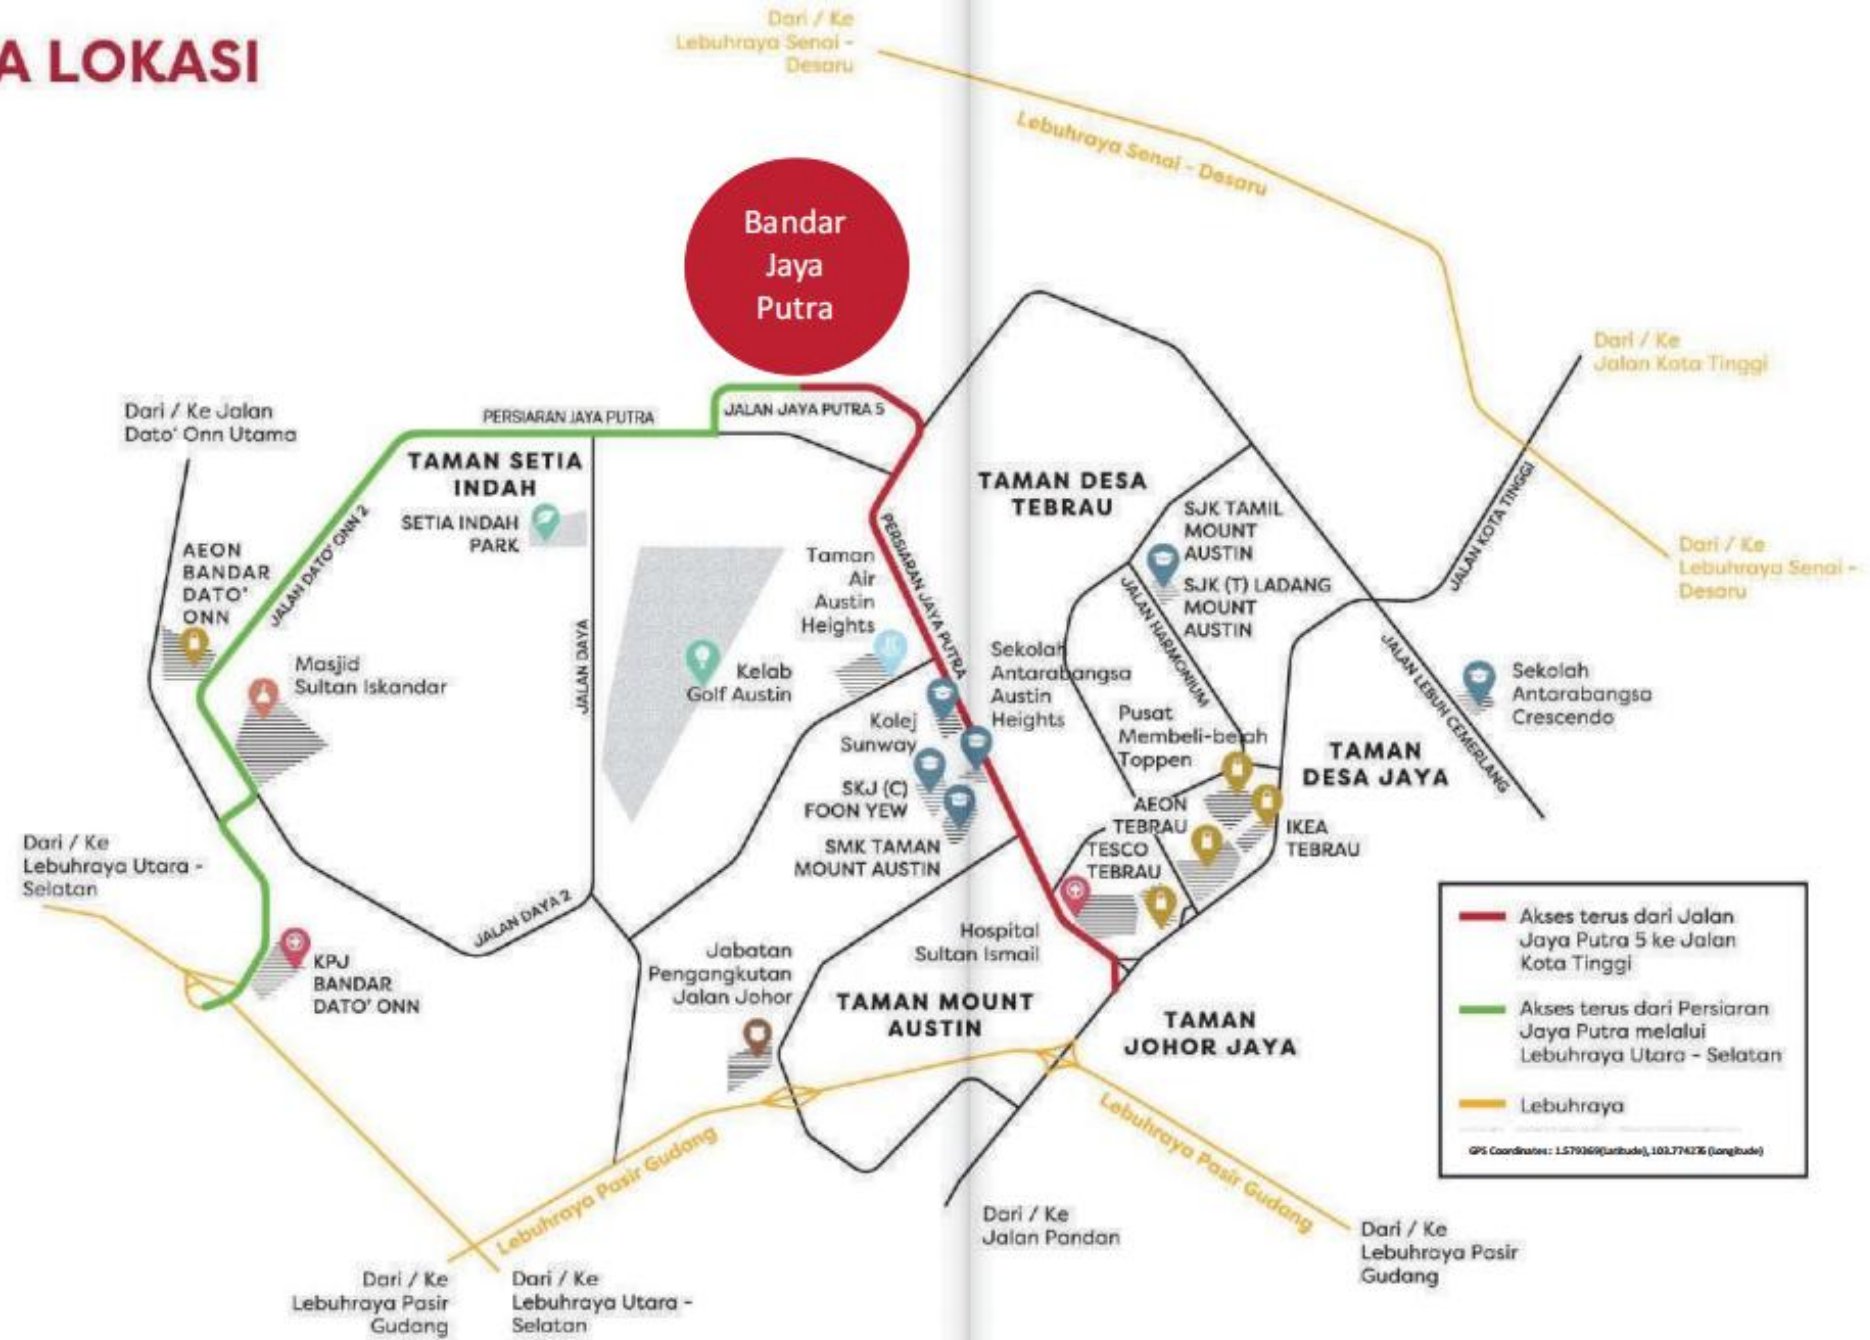 A LOKASI
Dari / Ke
Lebuhraya Senai -
Desaru
Lebuhraya Senai - Desaru
Bandar
Jaya
Putra
Dari / Ke
Jalan Kota Tinggi
Dari / Ke Jalan
Dato' Onn Utama
PERSIARAN JAYA PUTRA
JALAN JAYA PUTRA 5
TAMAN SETIA
INDAH
SETIA INDAH
PARK
AEON
BANDAR
DATO'
ONN
JALAN DATO' ONN 2
Masjid
Sultan Iskandar
JALAN DAYA
Kelab
Golf Austin
Taman
Air
Austin
Heights
PERSIARAN JAYA PUTRA
TAMAN DESA
TEBRAU
SJK TAMIL
MOUNT
AUSTIN
SJK (T) LADANG
MOUNT
AUSTIN
JALAN HARMONIUM
JALAN KOTA TINGGI
Dari / Ke
Lebuhraya Senai -
Desaru
Sekolah
Antarabangsa
Austin
Heights
Kolej
Sunway
SKJ (C)
FOON YEW
SMK TAMAN
MOUNT AUSTIN
Pusat
Membeli-belah
Toppen
JALAN LEBUH CEMERLANG
Sekolah
Antarabangsa
Crescendo
TAMAN
DESA JAYA
AEON
TEBRAU
TESCO
TEBRAU
IKEA
TEBRAU
Dari / Ke
Lebuhraya Utara -
Selatan
JALAN DAYA 2
KPJ
BANDAR
DATO' ONN
Hospital
Sultan Ismail
Jabatan
Pengangkutan
Jalan Johor
TAMAN MOUNT
AUSTIN
TAMAN
JOHOR JAYA
Lebuhraya Pasir Gudang
Lebuhraya Pasir Gudang
Dari / Ke
Jalan Pandan
Dari / Ke
Lebuhraya Pasir
Gudang
Dari / Ke
Lebuhraya Pasir
Gudang
Dari / Ke
Lebuhraya Utara -
Selatan
Akses terus dari Jalan
Jaya Putra 5 ke Jalan
Kota Tinggi
Akses terus dari Persiaran
Jaya Putra melalui
Lebuhraya Utara - Selatan
Lebuhraya
GPS Coordinates: 1.579369(Latitude), 103.774276 (Longitude)